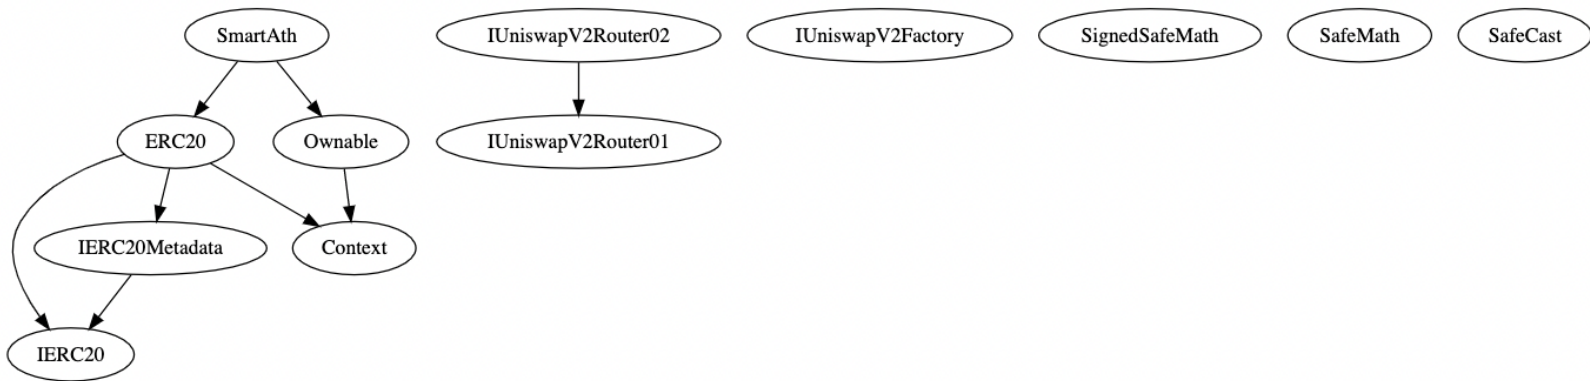 SmartAth
IUniswapV2Router02
IUniswapV2Factory
SignedSafeMath
SafeMath
SafeCast
ERC20
Ownable
IUniswapV2Router01
IERC20Metadata
Context
IERC20